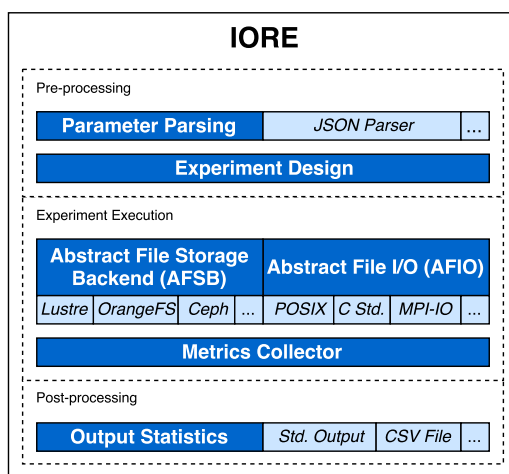 IORE
Pre-processing
Parameter Parsing JSON Parser ...
Experiment Design
Experiment Execution
Abstract File Storage
Backend (AFSB)
Abstract File I/O (AFIO)
Lustre OrangeFS Ceph ... POSIX C Std. MPI-IO ...
Metrics Collector
Post-processing
Output Statistics Std. Output CSV File ...